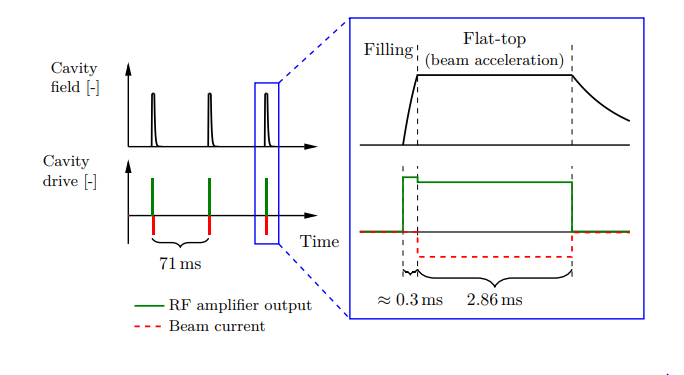 Cavity
field [-]
Cavity
drive [-]
71 ms
Time
RF amplifier output
Beam current
Filling
Flat-top
(beam acceleration)
≈ 0.3 ms
2.86 ms